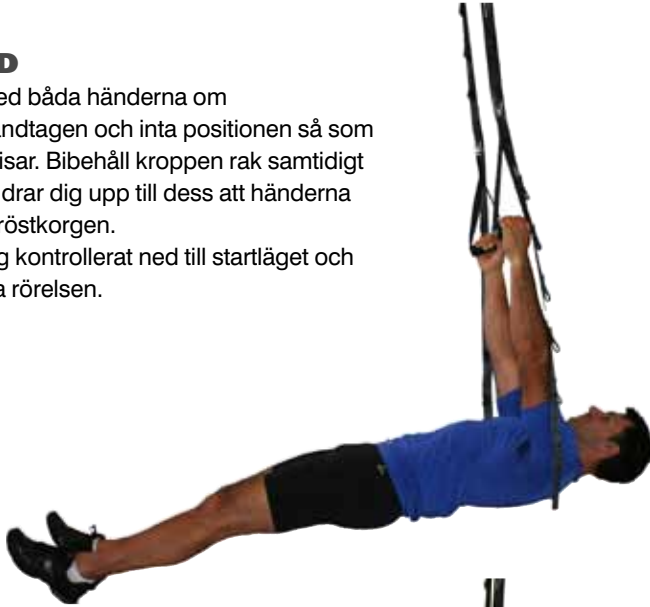 D
ed båda händerna om
ndtagen och inta positionen så som
isar. Bibehåll kroppen rak samtidigt
drar dig upp till dess att händerna
röstkorgen.
g kontrollerat ned till startläget och
a rörelsen.